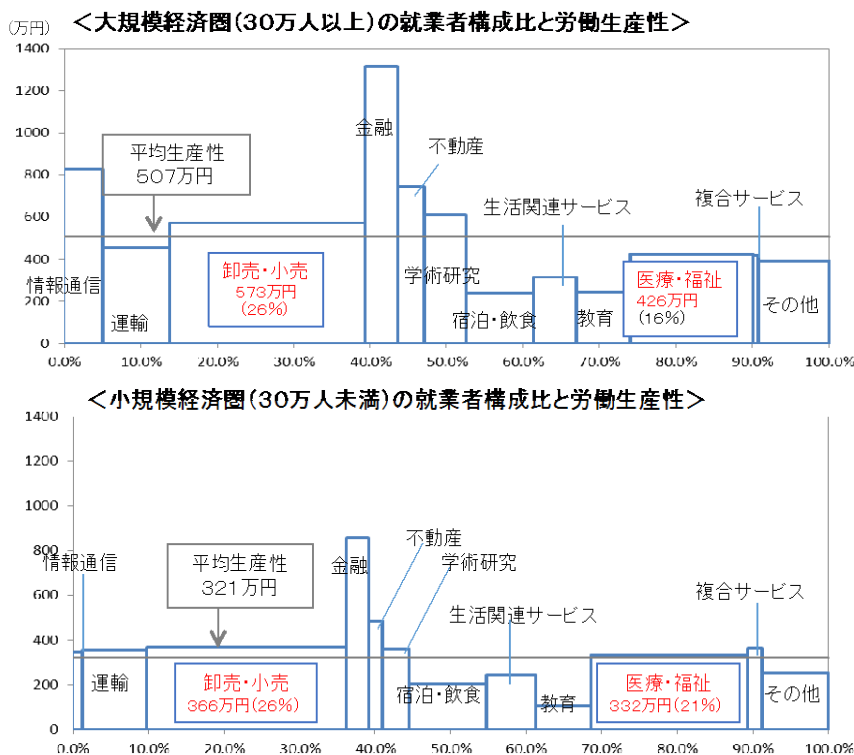 <大規模経済圏(30万人以上)の就業者構成比と労働生産性>
(万円)
1400
1200
1000
800
600
400
200
0
平均生産性
507万円
情報通信
運輸
卸売・小売
573万円
(26%)
金融
不動産
学術研究
宿泊・飲食
生活関連サービス
教育
医療・福祉
426万円
(16%)
複合サービス
その他
0.0% 10.0% 20.0% 30.0% 40.0% 50.0% 60.0% 70.0% 80.0% 90.0% 100.0%
<小規模経済圏(30万人未満)の就業者構成比と労働生産性>
1400
1200
1000
800
600
400
200
0
情報通信
運輸
平均生産性
321万円
卸売・小売
366万円(26%)
金融
不動産
学術研究
宿泊・飲食
生活関連サービス
教育
医療・福祉
332万円(21%)
複合サービス
その他
0.0% 10.0% 20.0% 30.0% 40.0% 50.0% 60.0% 70.0% 80.0% 90.0% 100.0%